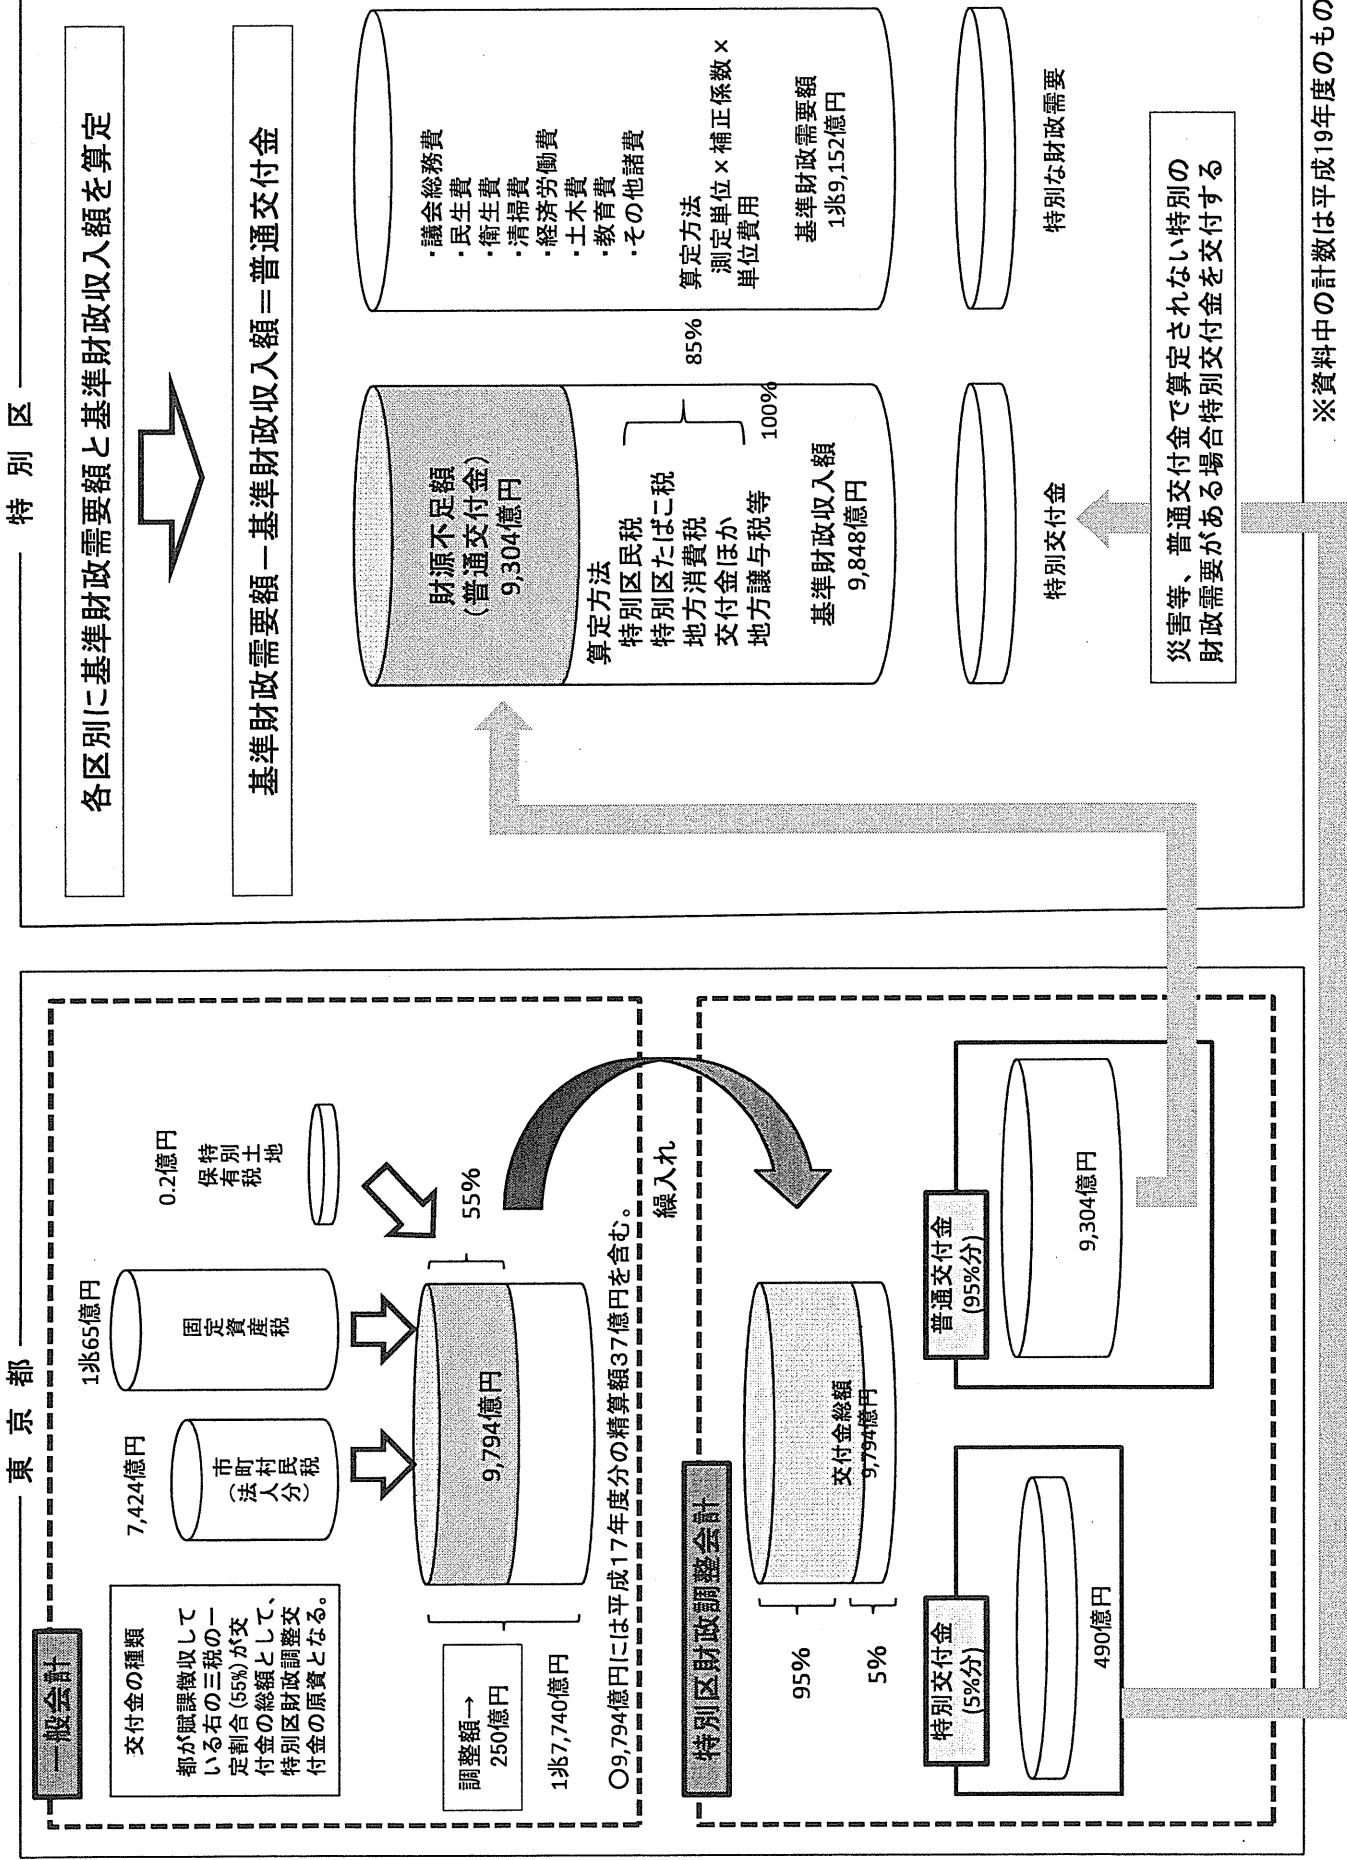 東京都
一般会計
交付金の種類
都が賦課徴収して
いる右の三税の一
定割合(55%)が交
付金の総額として、
特別区財政調整交
付金の原資となる。
7,424億円
市町村民税
(法人分)
1兆65億円
固定資産税
0.2億円
特別土地
保有税
調整額→
250億円
1兆7,740億円
9,794億円
55%
○9,794億円には平成17年度分の精算額37億円を含む。
繰入れ
特別区財政調整会計
95%
5%
交付金総額
9,794億円
特別交付金
(5%分)
490億円
普通交付金
(95%分)
9,304億円
特別区
各区別に基準財政需要額と基準財政収入額を算定
基準財政需要額－基準財政収入額＝普通交付金
財源不足額
(普通交付金)
9,304億円
算定方法
特別区民税
特別区たばこ税
地方消費税
交付金ほか
地方譲与税等
85%
100%
基準財政収入額
9,848億円
・議会総務費
・民生費
・衛生費
・清掃費
・経済労働費
・土木費
・教育費
・その他諸費
算定方法
測定単位×補正係数×
単位費用
基準財政需要額
1兆9,152億円
特別交付金
特別な財政需要
災害等、普通交付金で算定されない特別の
財政需要がある場合特別交付金を交付する
※資料中の計数は平成19年度のもの